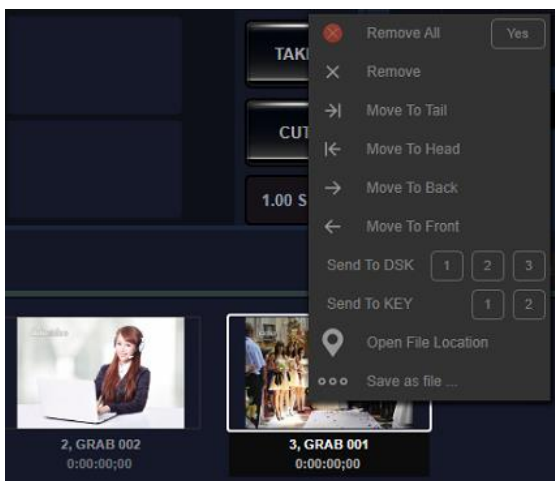 Remove All Yes
TAK
Remove
Move To Tail
CUT
Move To Head
Move To Back
1.00 S
Move To Front
Send To DSK 1 2 3
Send To KEY 1 2
Open File Location
Save as file ...
2, GRAB 002
0:00:00;00
3, GRAB 001
0:00:00;00